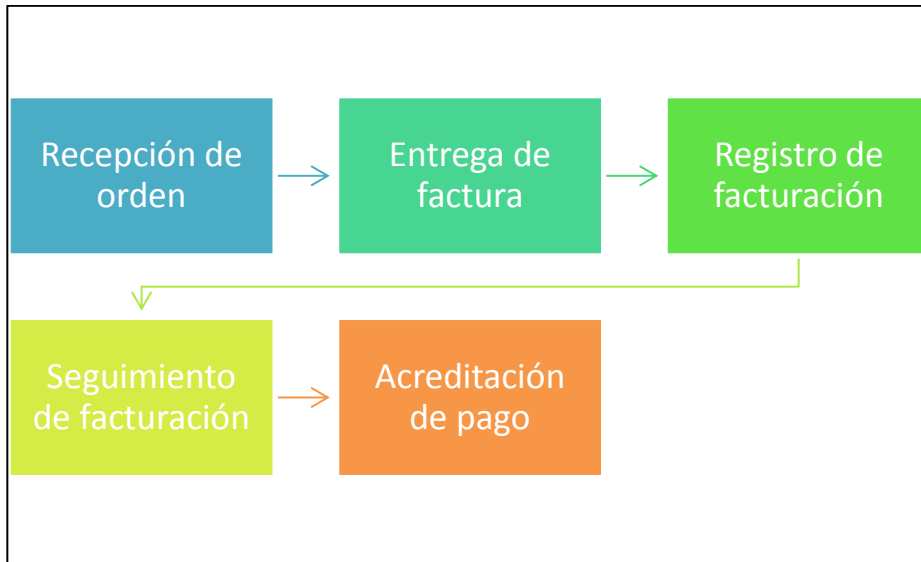 Recepción de
orden
Entrega de
factura
Registro de
facturación
Seguimiento
de facturación
Acreditación
de pago